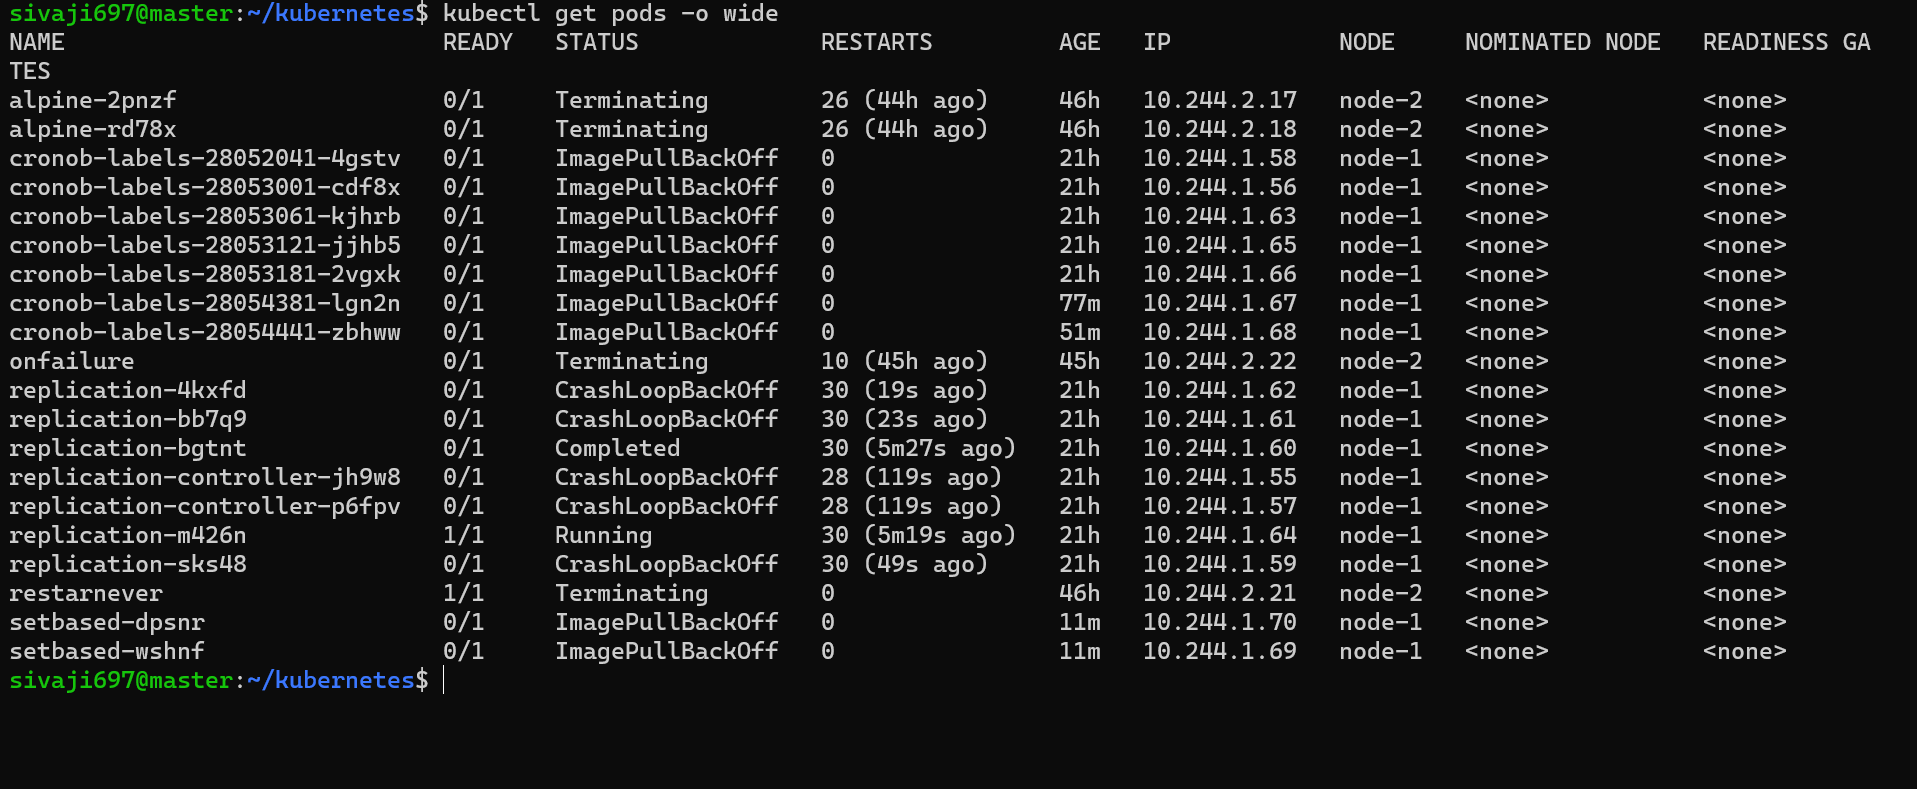 sivaji697@master:~/kubernetes$ kubectl get pods -o wide
NAME                           READY   STATUS             RESTARTS         AGE   IP            NODE     NOMINATED NODE   READINESS GA
TES
alpine-2pnzf                   0/1     Terminating        26 (44h ago)     46h   10.244.2.17   node-2   <none>           <none>
alpine-rd78x                   0/1     Terminating        26 (44h ago)     46h   10.244.2.18   node-2   <none>           <none>
cronob-labels-28052041-4gstv   0/1     ImagePullBackOff   0                21h   10.244.1.58   node-1   <none>           <none>
cronob-labels-28053001-cdf8x   0/1     ImagePullBackOff   0                21h   10.244.1.56   node-1   <none>           <none>
cronob-labels-28053061-kjhrb   0/1     ImagePullBackOff   0                21h   10.244.1.63   node-1   <none>           <none>
cronob-labels-28053121-jjhb5   0/1     ImagePullBackOff   0                21h   10.244.1.65   node-1   <none>           <none>
cronob-labels-28053181-2vgxk   0/1     ImagePullBackOff   0                21h   10.244.1.66   node-1   <none>           <none>
cronob-labels-28054381-lgn2n   0/1     ImagePullBackOff   0                77m   10.244.1.67   node-1   <none>           <none>
cronob-labels-28054441-zbhww   0/1     ImagePullBackOff   0                51m   10.244.1.68   node-1   <none>           <none>
onfailure                      0/1     Terminating        10 (45h ago)     45h   10.244.2.22   node-2   <none>           <none>
replication-4kxfd              0/1     CrashLoopBackOff   30 (19s ago)     21h   10.244.1.62   node-1   <none>           <none>
replication-bb7q9              0/1     CrashLoopBackOff   30 (23s ago)     21h   10.244.1.61   node-1   <none>           <none>
replication-bgtnt              0/1     Completed          30 (5m27s ago)   21h   10.244.1.60   node-1   <none>           <none>
replication-controller-jh9w8   0/1     CrashLoopBackOff   28 (119s ago)    21h   10.244.1.55   node-1   <none>           <none>
replication-controller-p6fpv   0/1     CrashLoopBackOff   28 (119s ago)    21h   10.244.1.57   node-1   <none>           <none>
replication-m426n              1/1     Running            30 (5m19s ago)   21h   10.244.1.64   node-1   <none>           <none>
replication-sks48              0/1     CrashLoopBackOff   30 (49s ago)     21h   10.244.1.59   node-1   <none>           <none>
restarnever                    1/1     Terminating        0                46h   10.244.2.21   node-2   <none>           <none>
setbased-dpsnr                 0/1     ImagePullBackOff   0                11m   10.244.1.70   node-1   <none>           <none>
setbased-wshnf                 0/1     ImagePullBackOff   0                11m   10.244.1.69   node-1   <none>           <none>
sivaji697@master:~/kubernetes$